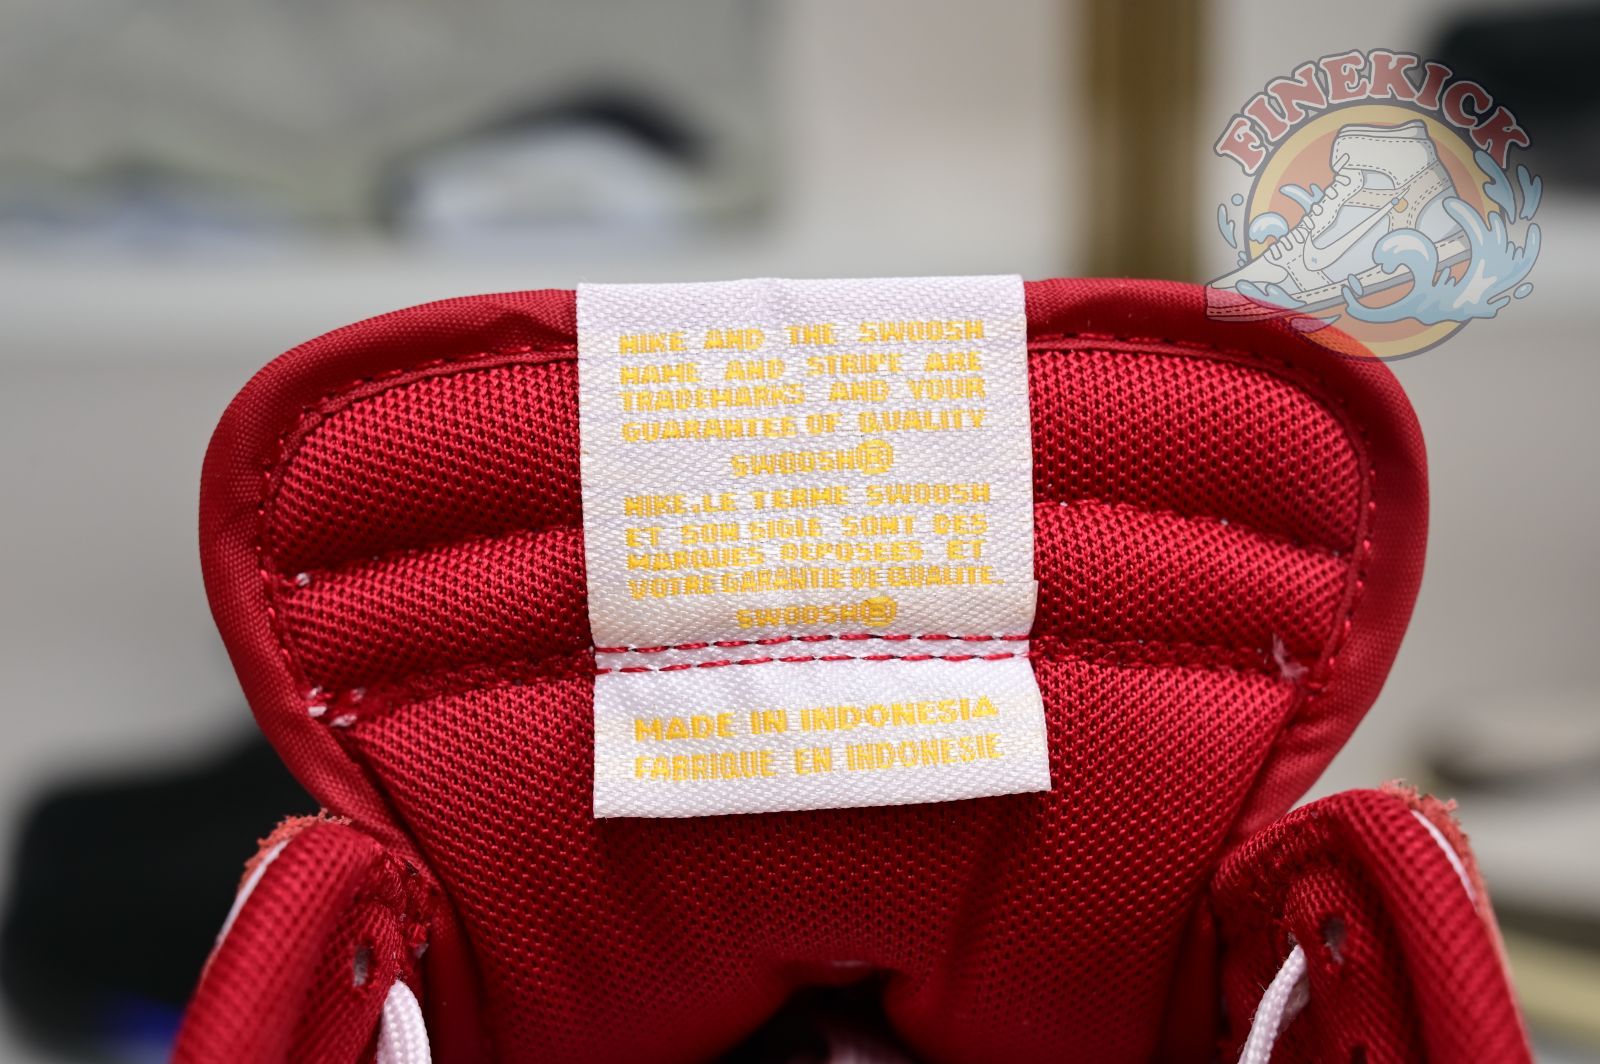 FINEKICK
NIKE AND THE SWOOSH
NAME AND STRIPE ARE
TRADEMARKS AND YOUR
GUARANTEE OF QUALITY
SWOOSH®
NIKE,LE TERME SWOOSH
ET SON SIGLE SONT DES
MARQUES DEPOSEES ET
VOTRE GARANTIE DE QUALITE.
SWOOSH®
MADE IN INDONESIA
FABRIQUE EN INDONESIE